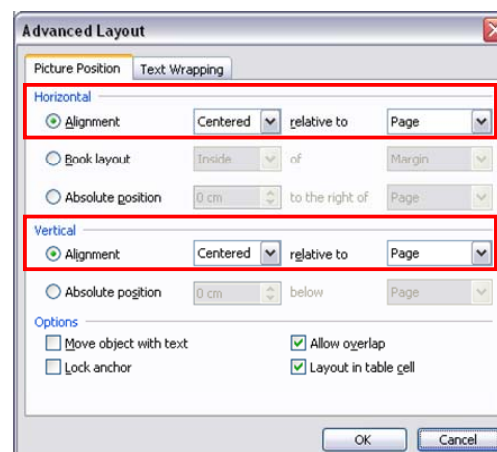 Advanced Layout
Picture Position Text Wrapping
Horizontal
Alignment Centered relative to Page
Book layout Inside of Margin
Absolute position 0 cm to the right of Page
Vertical
Alignment Centered relative to Page
Absolute position 0 cm below Page
Options
Move object with text Allow overlap
Lock anchor Layout in table cell
OK Cancel